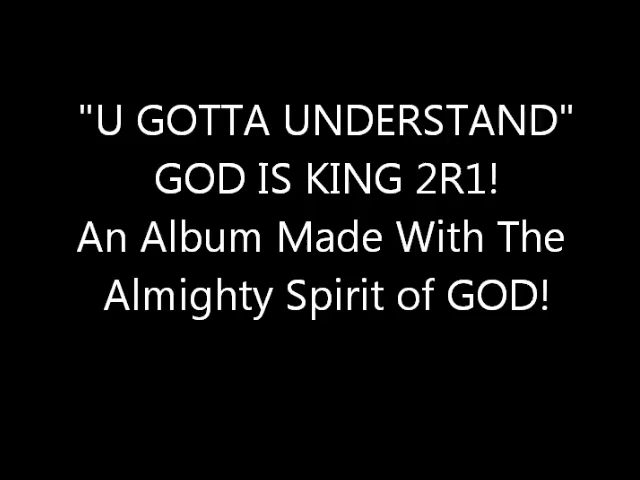 "U GOTTA UNDERSTAND"
GOD IS KING 2R1!
An Album Made With The
Almighty Spirit of GOD!